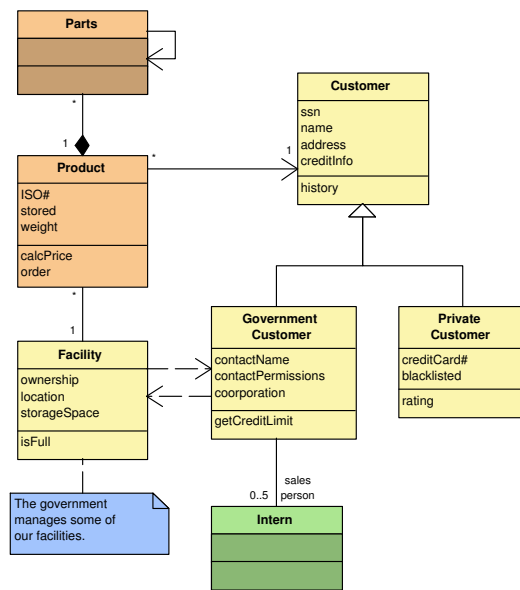 Parts
*
1
Product
ISO#
stored
weight
calcPrice
order
*
1
Customer
ssn
name
address
creditInfo
history
*
1
Facility
ownership
location
storageSpace
isFull
Government
Customer
contactName
contactPermissions
coorporation
getCreditLimit
Private
Customer
creditCard#
blacklisted
rating
sales
0..5 person
The government
manages some of
our facilities.
Intern